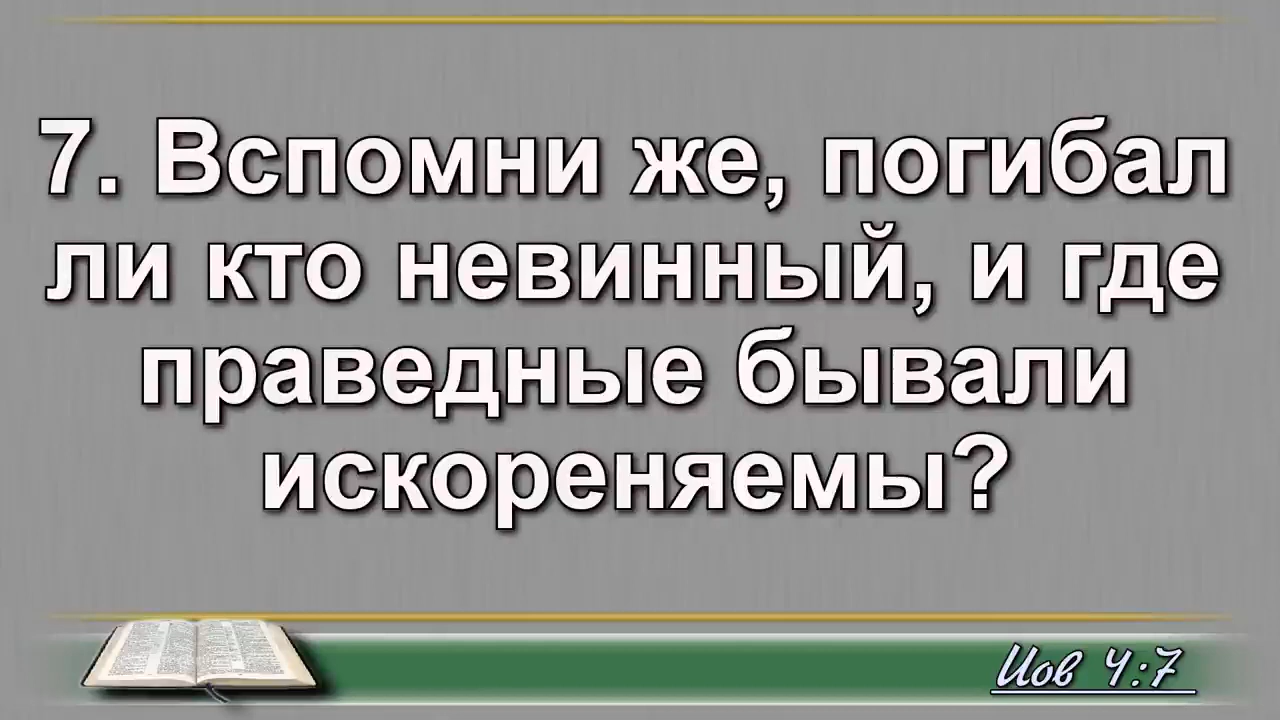 7. Вспомни же, погибал
ли кто невинный, и где
праведные бывали
искореняемы?
Иов 4:7